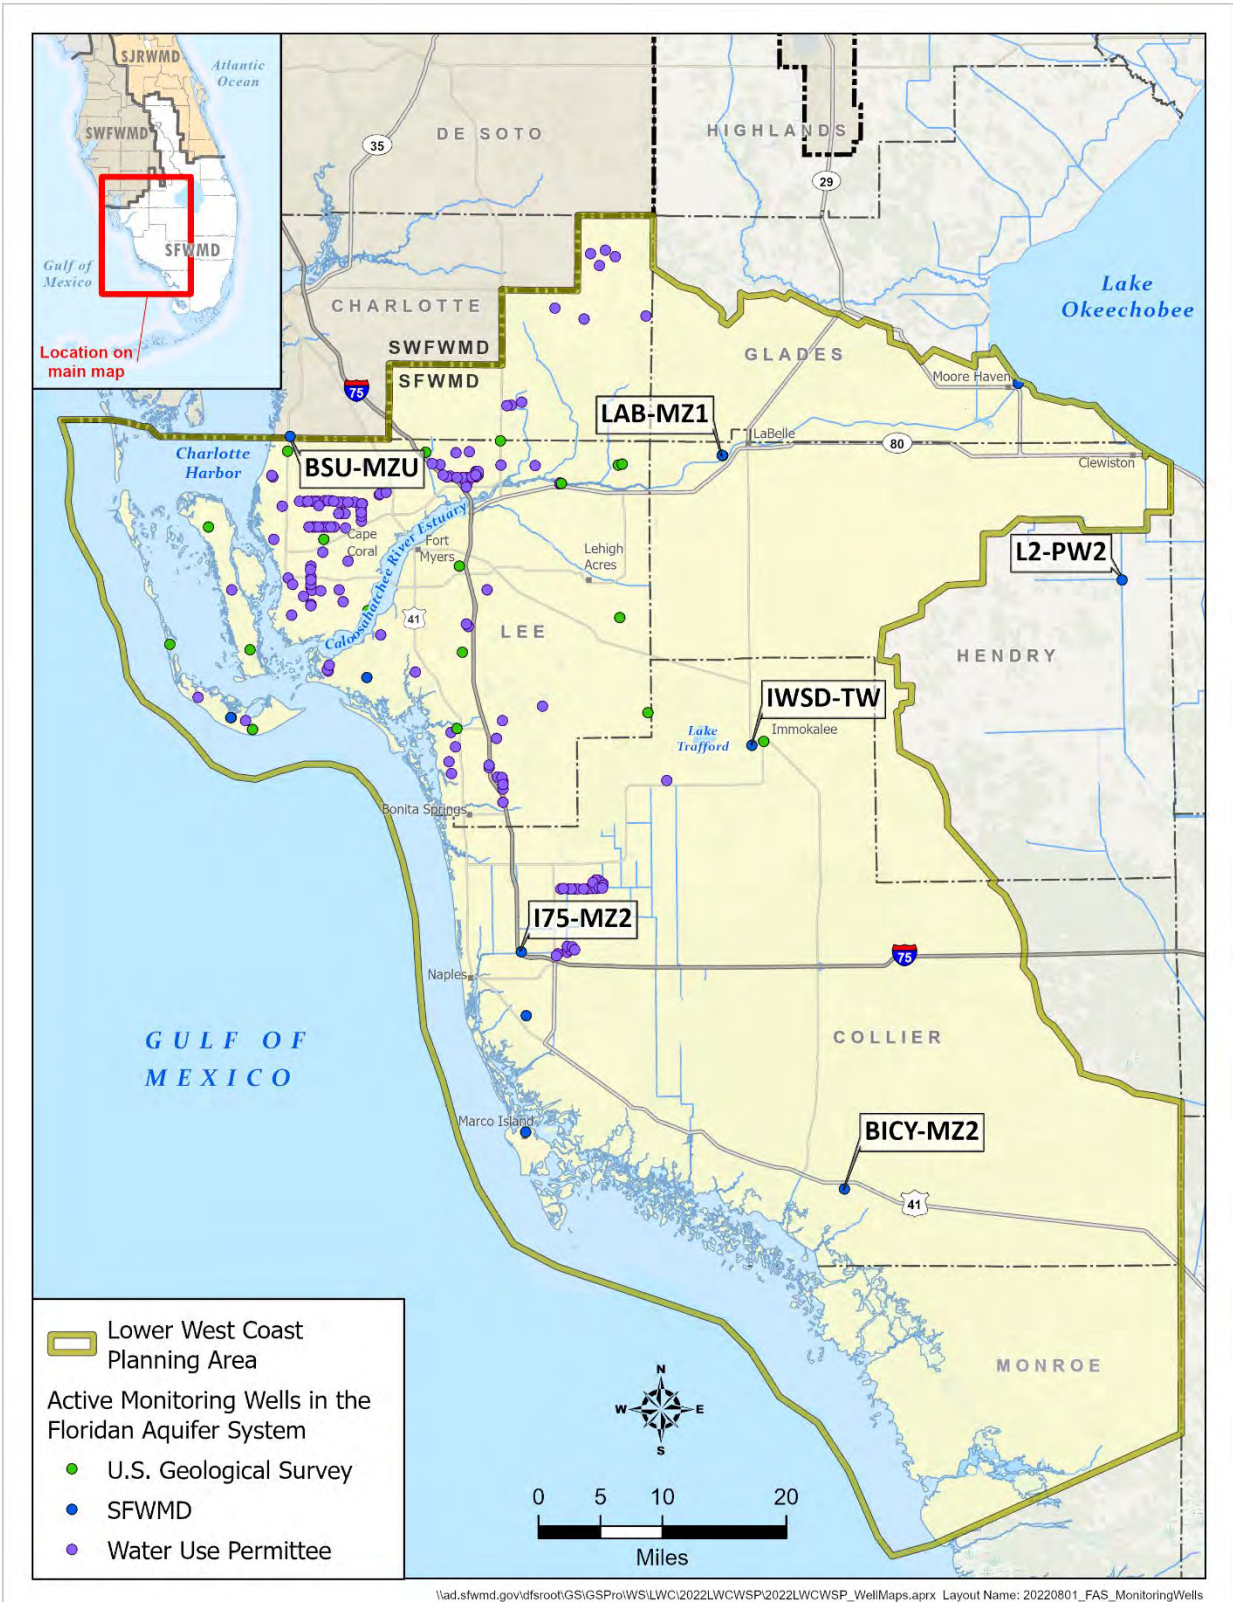 SJRWMD
Atlantic
Ocean
SWFWMD
SFWMD
Gulf of
Mexico
Location on
main map
DE SOTO
HIGHLANDS
35
29
Lake
Okeechobee
CHARLOTTE
SWFWMD
SFWMD
GLADES
75
Moore Haven
LAB-MZ1
LaBelle
80
Clewiston
Charlotte
Harbor
BSU-MZU
Cape
Coral
Fort
Myers
Caloosahatchee River Estuary
Lehigh
Acres
L2-PW2
41
LEE
HENDRY
IWSD-TW
Lake
Trafford
Immokalee
Bonita Springs
I75-MZ2
75
Naples
GULF OF
MEXICO
COLLIER
Marco Island
BICY-MZ2
41
MONROE
Lower West Coast
Planning Area
Active Monitoring Wells in the
Floridan Aquifer System
U.S. Geological Survey
SFWMD
Water Use Permittee
N
W E
S
0 5 10 20
Miles
\\ad.sfwmd.gov\dfsroot\GS\GSPro\WS\LWC\2022LWCWSP\2022LWCWSP_WellMaps.aprx Layout Name: 20220801_FAS_MonitoringWells